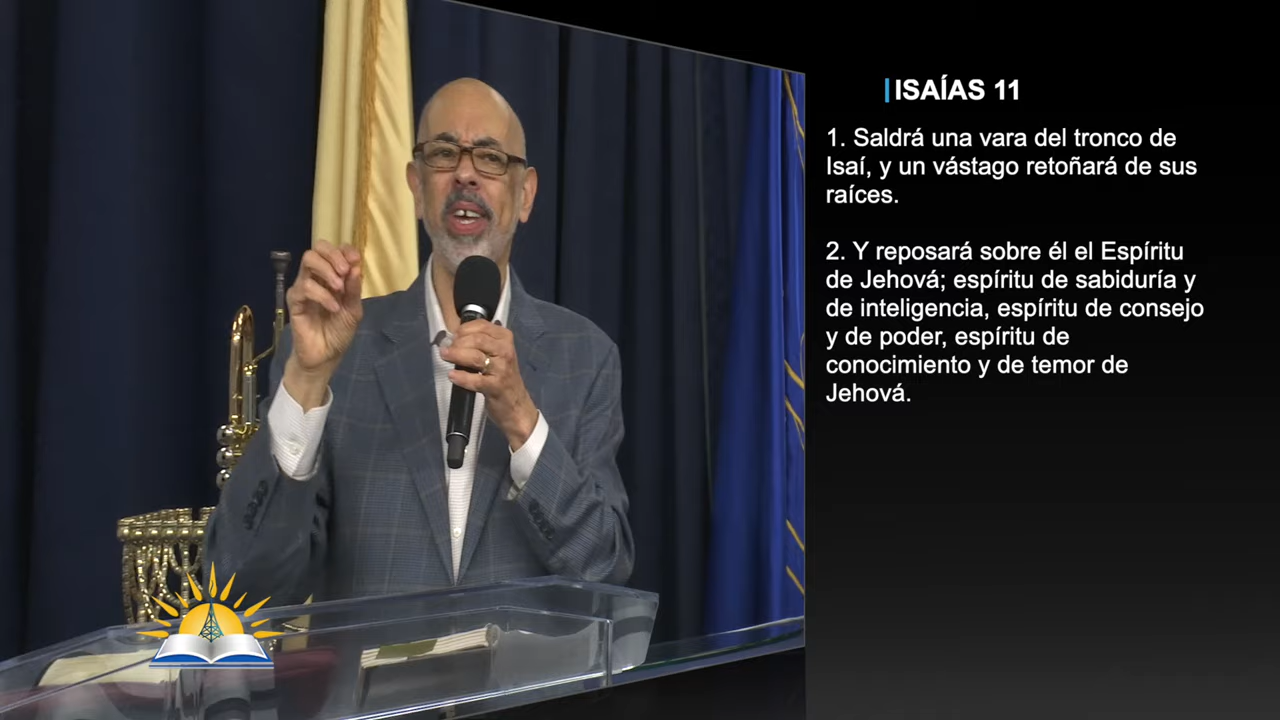 ISAÍAS 11
1. Saldrá una vara del tronco de
Isaí, y un vástago retoñará de sus
raíces.
2. Y reposará sobre él el Espíritu
de Jehová; espíritu de sabiduría y
de inteligencia, espíritu de consejo
y de poder, espíritu de
conocimiento y de temor de
Jehová.